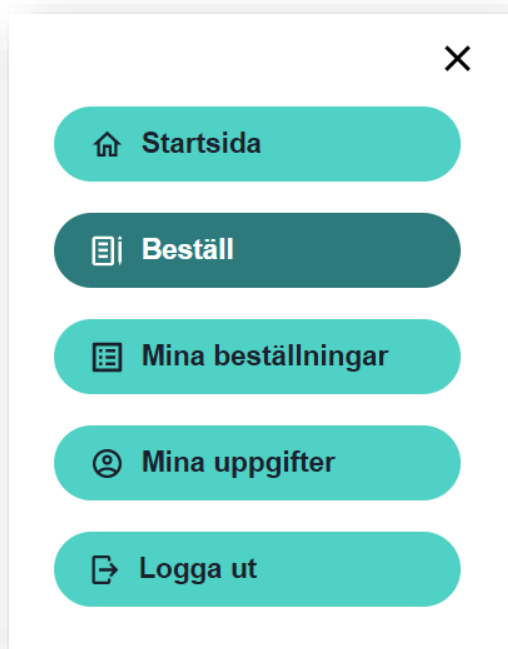 Startsida
Beställ
Mina beställningar
Mina uppgifter
Logga ut